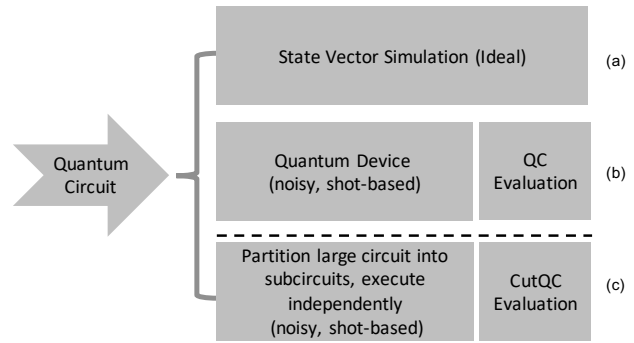 State Vector Simulation (Ideal)
(a)
Quantum
Circuit
Quantum Device
(noisy, shot-based)
QC
Evaluation
(b)
Partition large circuit into
subcircuits, execute
independently
(noisy, shot-based)
CutQC
Evaluation
(c)